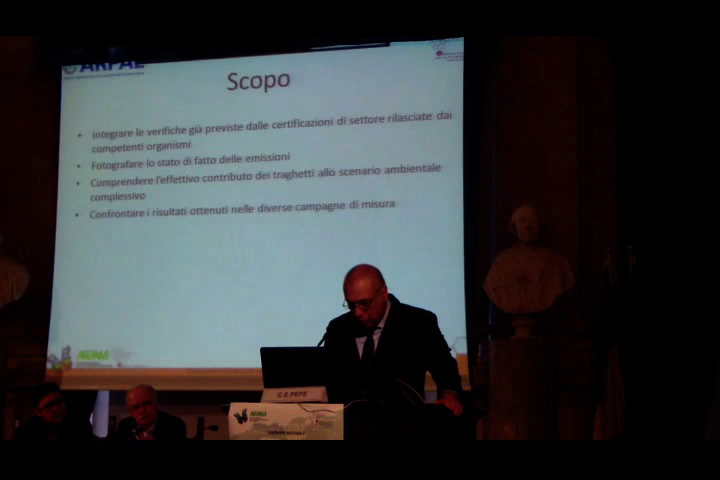 ARPAL
Scopo
• Integrare le verifiche già previste dalle certificazioni di settore rilasciate dai
competenti organismi
• Fotografare lo stato di fatto delle emissioni
• Comprendere l'effettivo contributo dei traghetti allo scenario ambientale
complessivo
• Confrontare i risultati ottenuti nelle diverse campagne di misura
C.E.PEPE